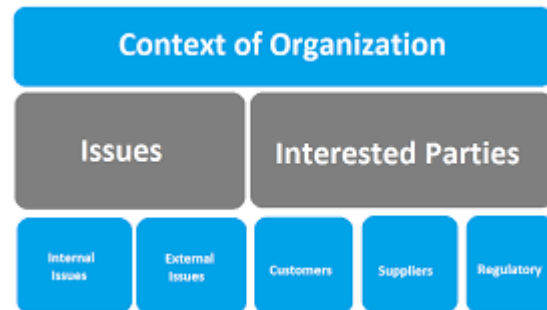 Context of Organization
Issues
Interested Parties
Internal
Issues
External
Issues
Customers
Suppliers
Regulatory